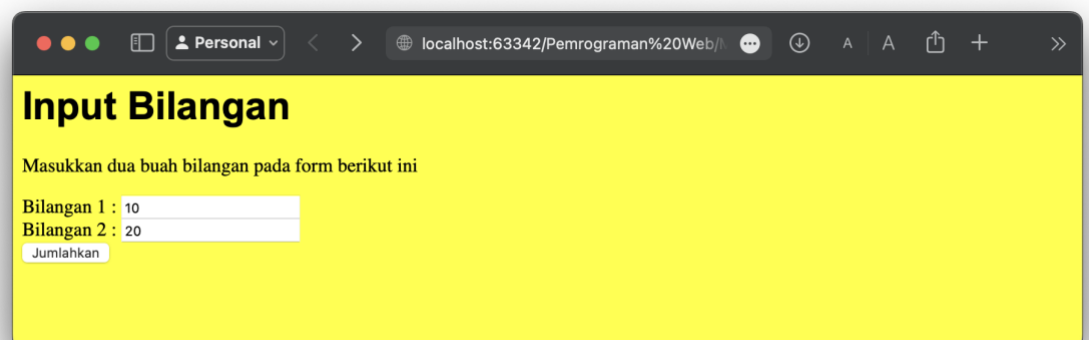 Personal
localhost:63342/Pemrograman%20Web/
A A
Input Bilangan
Masukkan dua buah bilangan pada form berikut ini
Bilangan 1 : 10
Bilangan 2 : 20
Jumlahkan